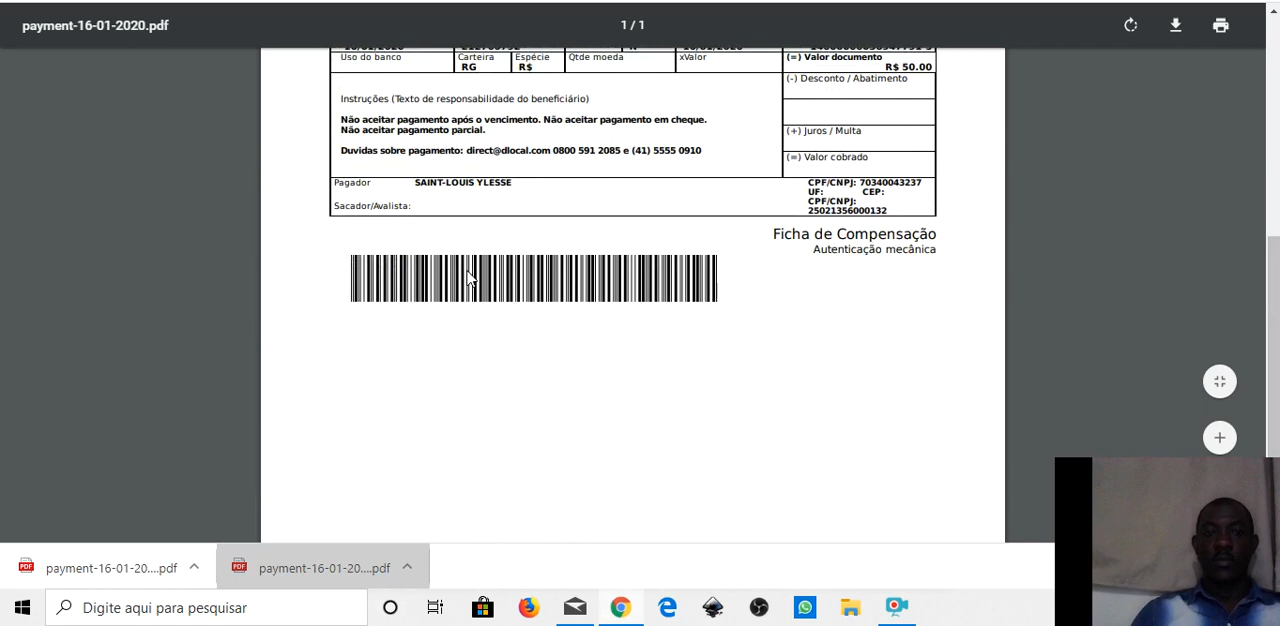 payment-16-01-2020.pdf
1 / 1
Uso do banco
Carteira
RG
Espécie
R$
Qtde moeda
xValor
(=) Valor documento
R$ 50.00
(-) Desconto / Abatimento
Instruções (Texto de responsabilidade do beneficiário)
Não aceitar pagamento após o vencimento. Não aceitar pagamento em cheque.
Não aceitar pagamento parcial.
(+) Juros / Multa
Duvidas sobre pagamento: direct@dlocal.com 0800 591 2085 e (41) 5555 0910
(=) Valor cobrado
Pagador SAINT-LOUIS YLESSE
CPF/CNPJ: 70340043237
UF: CEP:
Sacador/Avalista:
CPF/CNPJ:
25021356000132
Ficha de Compensação
Autenticação mecânica
PDF payment-16-01-20....pdf
PDF payment-16-01-20....pdf
Digite aqui para pesquisar